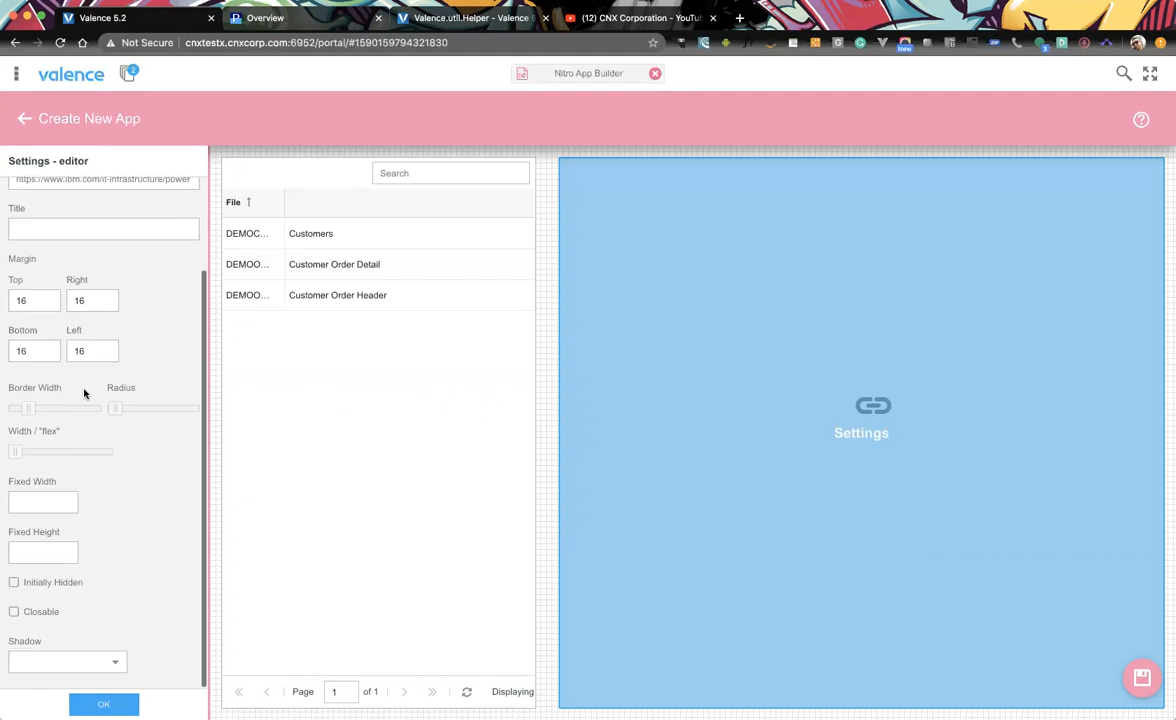 Valence 5.2
Overview
Valence.util.Helper - Valence
(12) CNX Corporation - YouTu
Not Secure
cnxtestx.cnxcorp.com:6952/portal/#1590159794321830
New
3
valence
2
Nitro App Builder
Create New App
Settings - editor
https://www.ibm.com/it-infrastructure/power
Title
Margin
Top
Right
16
16
Bottom
Left
16
16
Border Width
Radius
Width / "flex"
Fixed Width
Fixed Height
Initially Hidden
Closable
Shadow
OK
Search
File
DEMOC...
Customers
DEMOO...
Customer Order Detail
DEMOO...
Customer Order Header
Page
1
of 1
Displaying
Settings